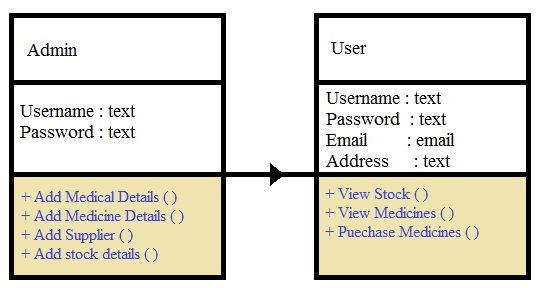 Admin
Username : text
Password : text
+ Add Medical Details ( )
+ Add Medicine Details ( )
+ Add Supplier ( )
+ Add stock details ( )
User
Username : text
Password : text
Email : email
Address : text
+ View Stock ( )
+ View Medicines ( )
+ Puechase Medicines ( )